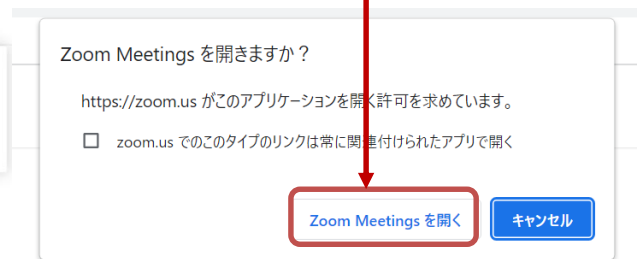 Zoom Meetings を開きますか？
https://zoom.us がこのアプリケーションを開く許可を求めています。
zoom.us でのこのタイプのリンクは常に関連付けられたアプリで開く
Zoom Meetings を開く
キャンセル